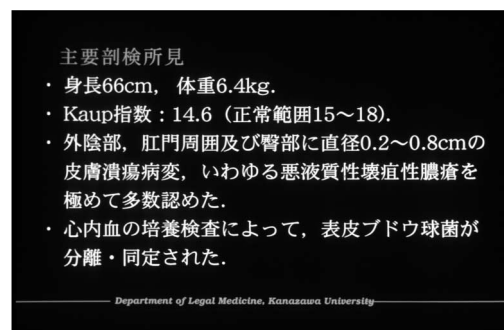 主要剖検所見
・ 身長66cm, 体重6.4kg.
・ Kaup指数：14.6（正常範囲15〜18）.
・ 外陰部, 肛門周囲及び臀部に直径0.2〜0.8cmの
皮膚潰瘍病変, いわゆる悪液質性壊疽性膿瘡を
極めて多数認めた.
・ 心内血の培養検査によって, 表皮ブドウ球菌が
分離・同定された.
Department of Legal Medicine, Kanazawa University